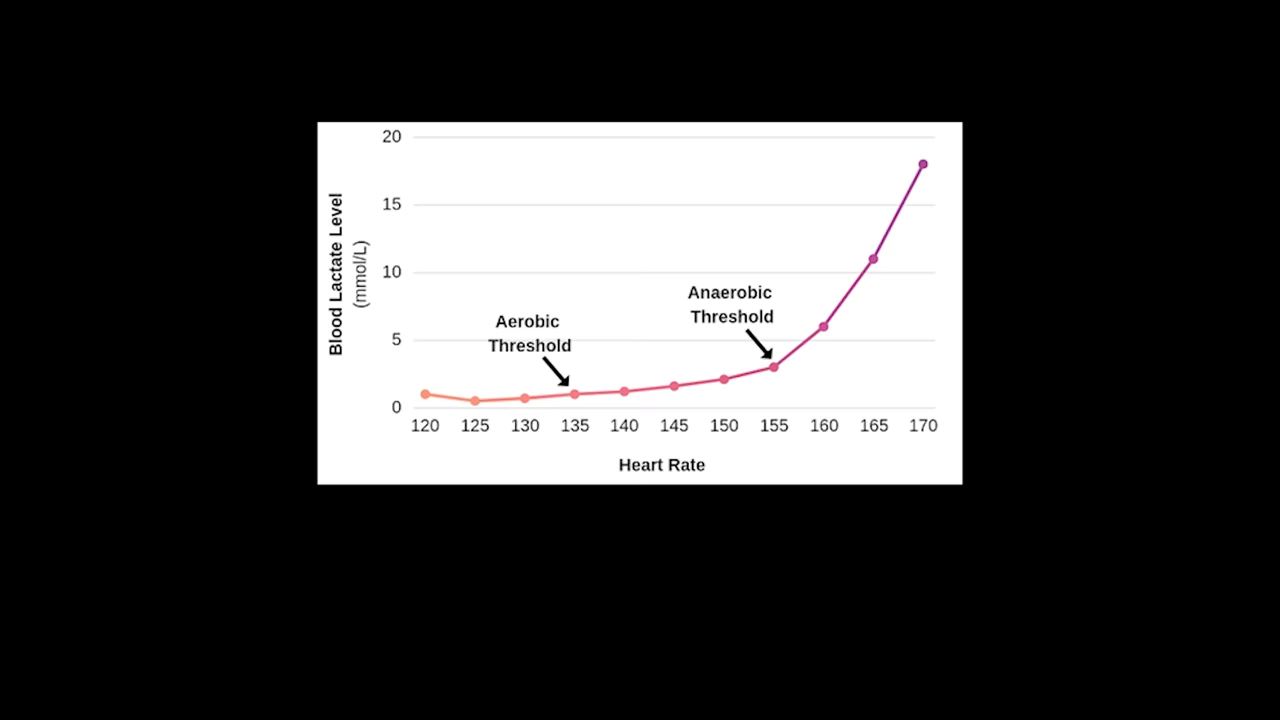 20
15
10
5
0
Blood Lactate Level
(mmol/L)
Aerobic
Threshold
Anaerobic
Threshold
120 125 130 135 140 145 150 155 160 165 170
Heart Rate